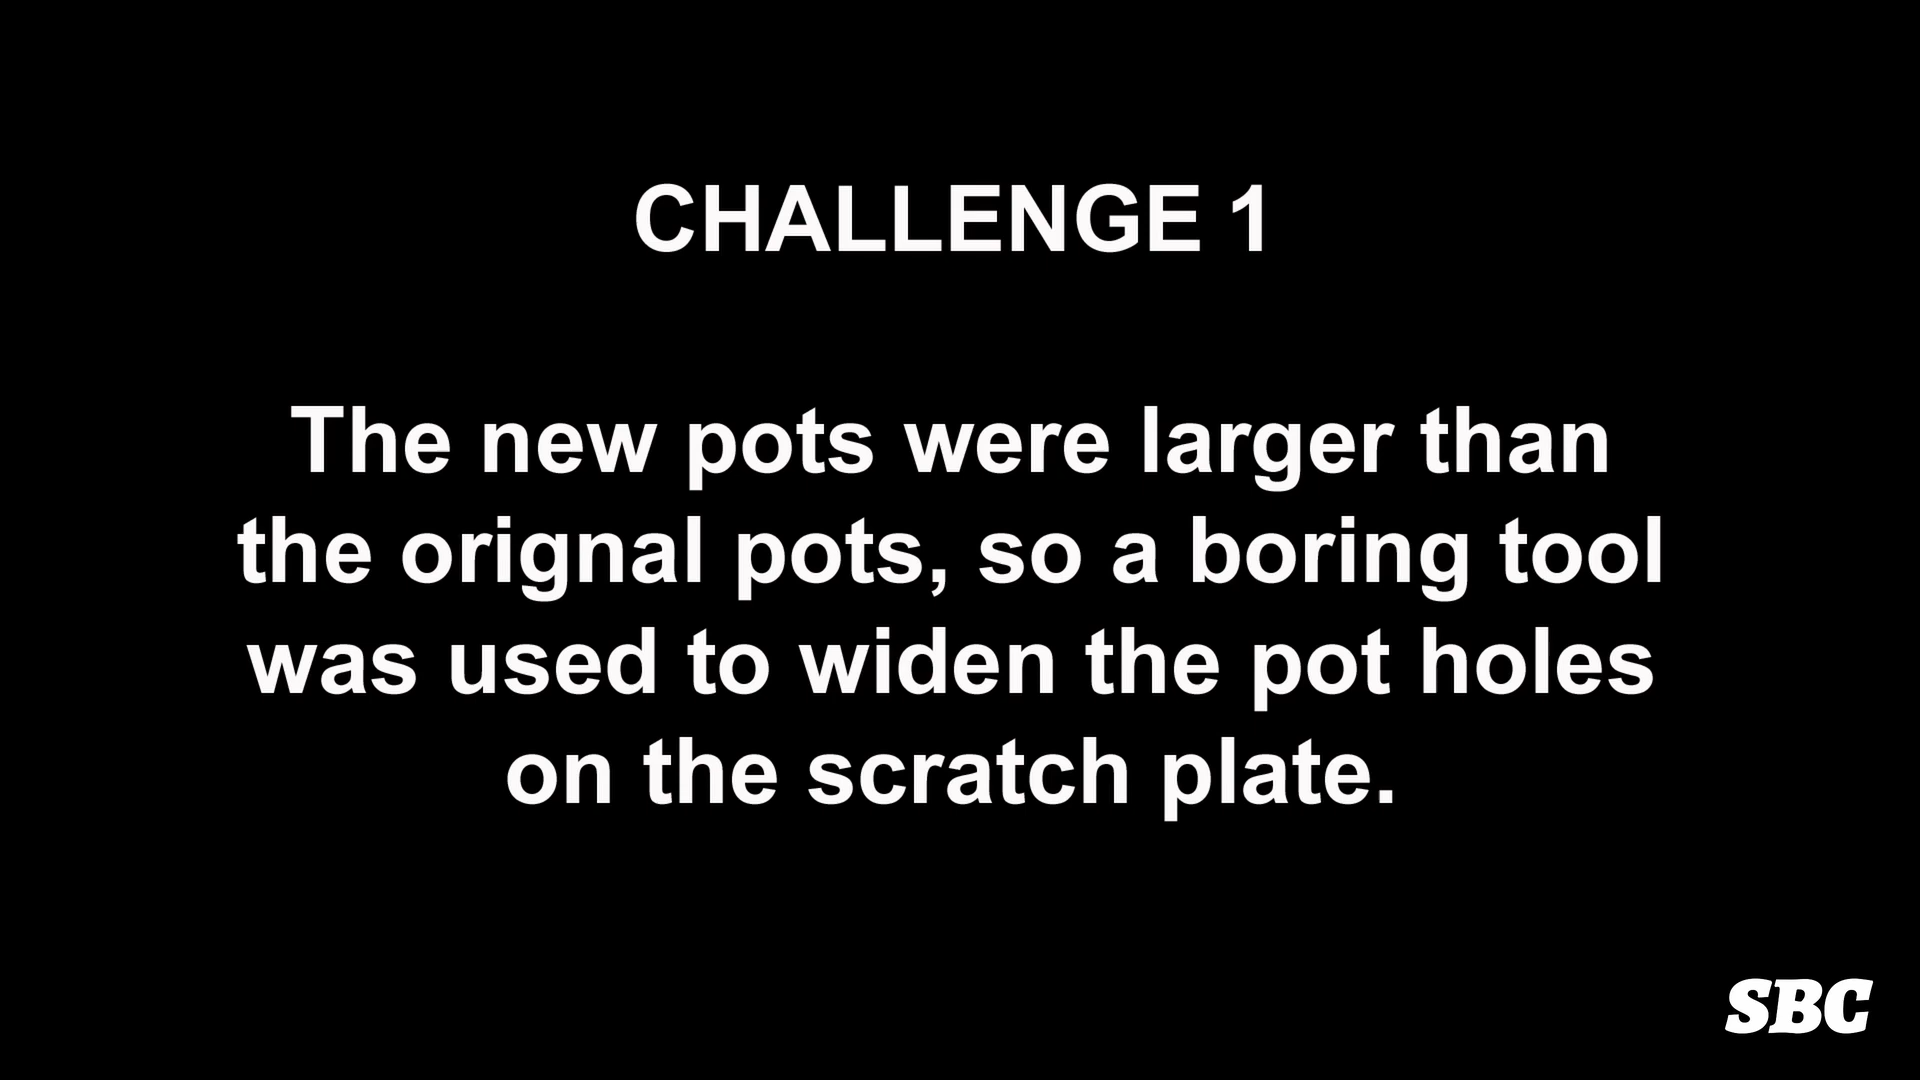 CHALLENGE 1
The new pots were larger than
the orignal pots, so a boring tool
was used to widen the pot holes
on the scratch plate.
SBC